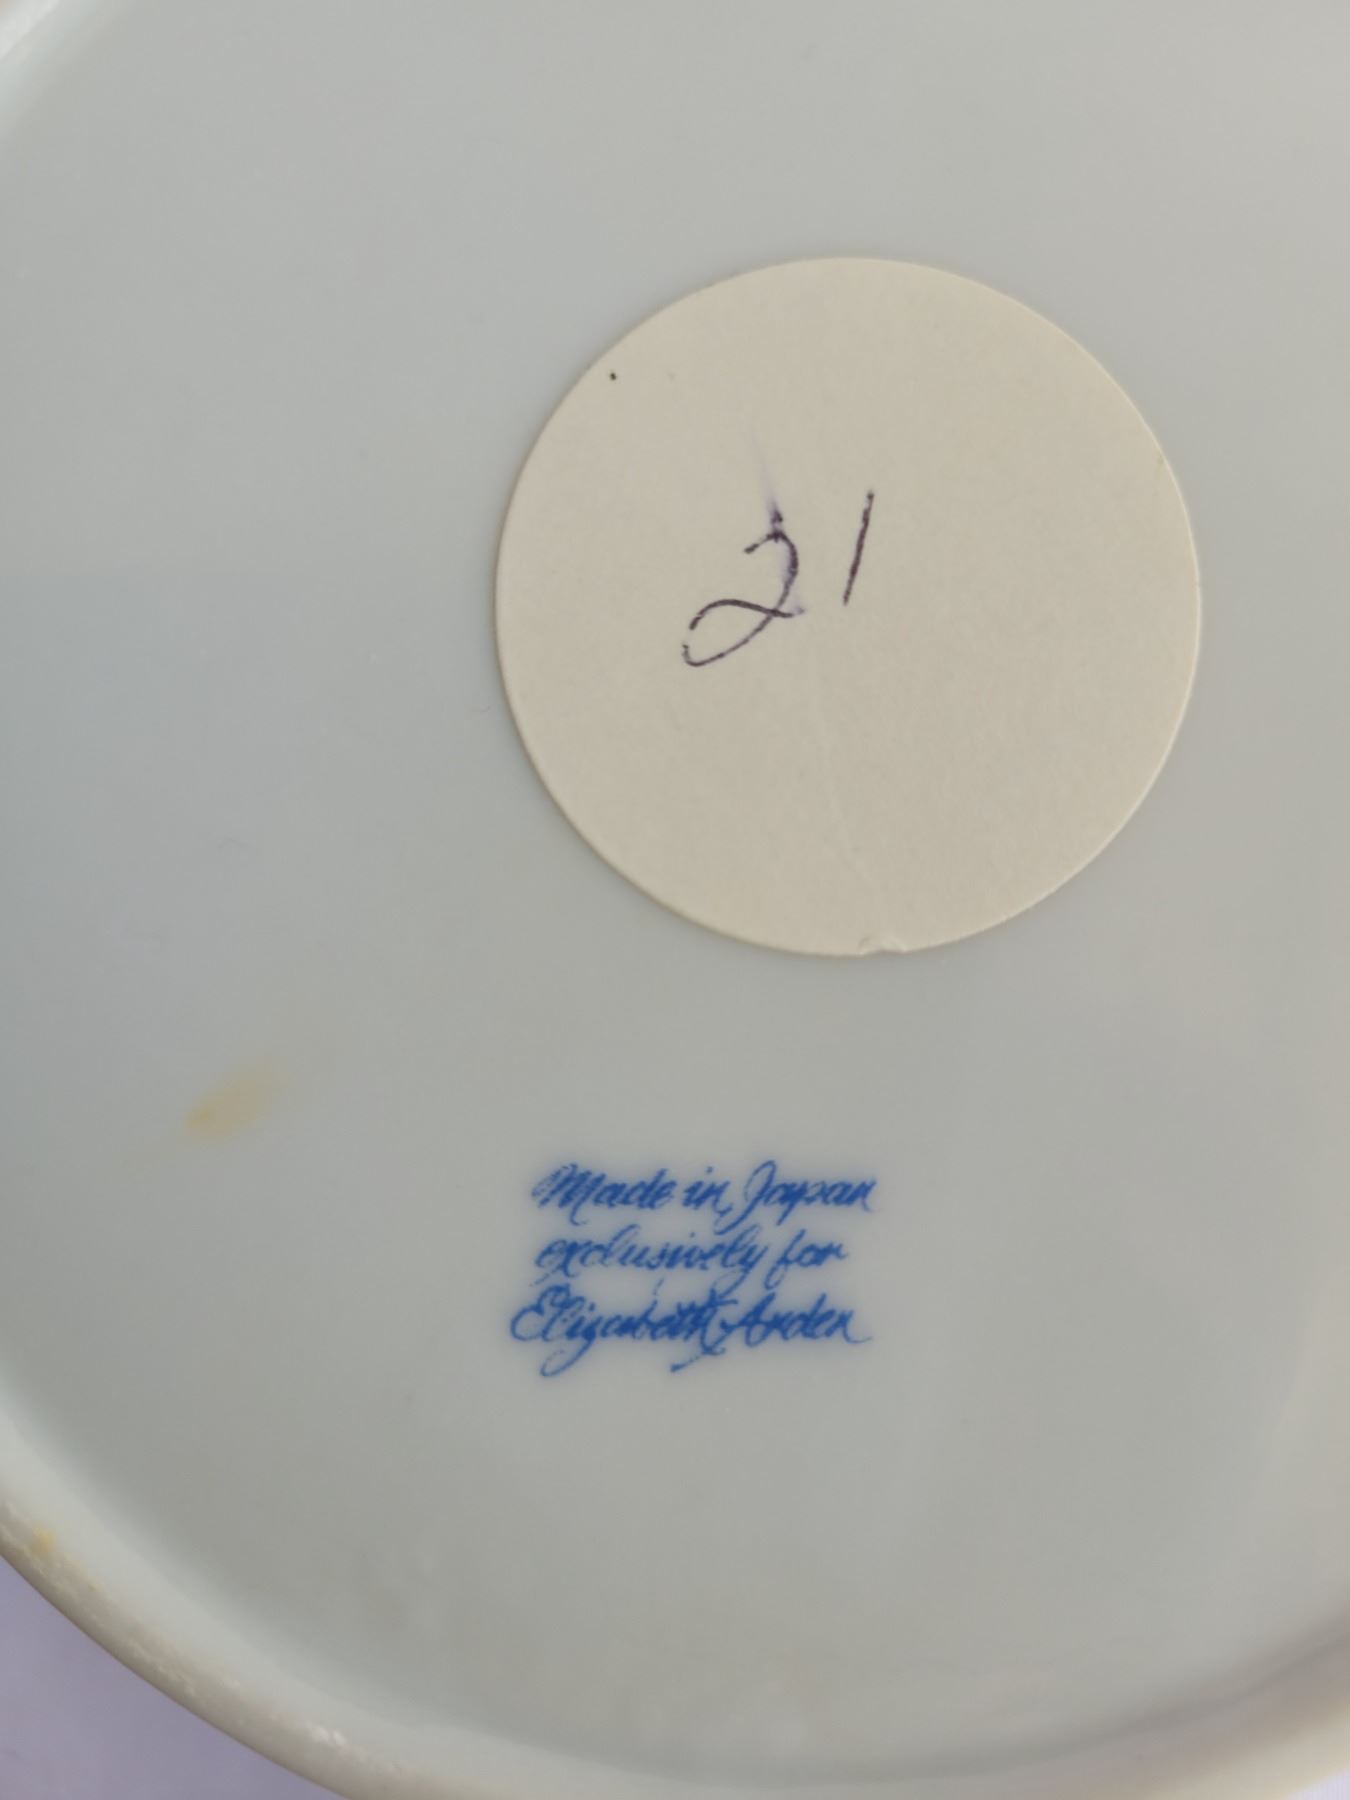 21
Made in Japan
exclusively for
Elizabeth Arden